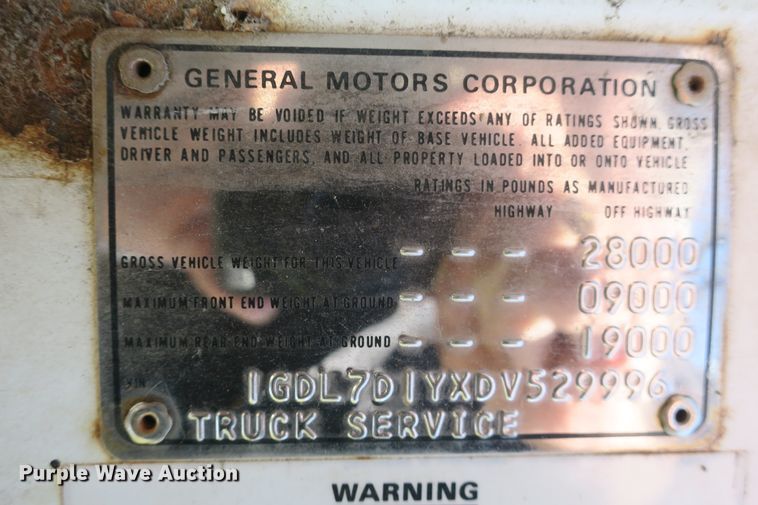 GENERAL MOTORS CORPORATION
WARRANTY MAY BE VOIDED IF WEIGHT EXCEEDS ANY OF RATINGS SHOWN. GROSS
VEHICLE WEIGHT INCLUDES WEIGHT OF BASE VEHICLE. ALL ADDED EQUIPMENT,
DRIVER AND PASSENGERS, AND ALL PROPERTY LOADED INTO OR ONTO VEHICLE
RATINGS IN POUNDS AS MANUFACTURED
HIGHWAY OFF HIGHWAY
GROSS VEHICLE WEIGHT FOR THIS VEHICLE - - - 28000
MAXIMUM FRONT END WEIGHT AT GROUND - - - 09000
MAXIMUM REAR END WEIGHT AT GROUND - - - 19000
VIN 1GDL7D1YXDV529996
TRUCK SERVICE
Purple Wave Auction
WARNING